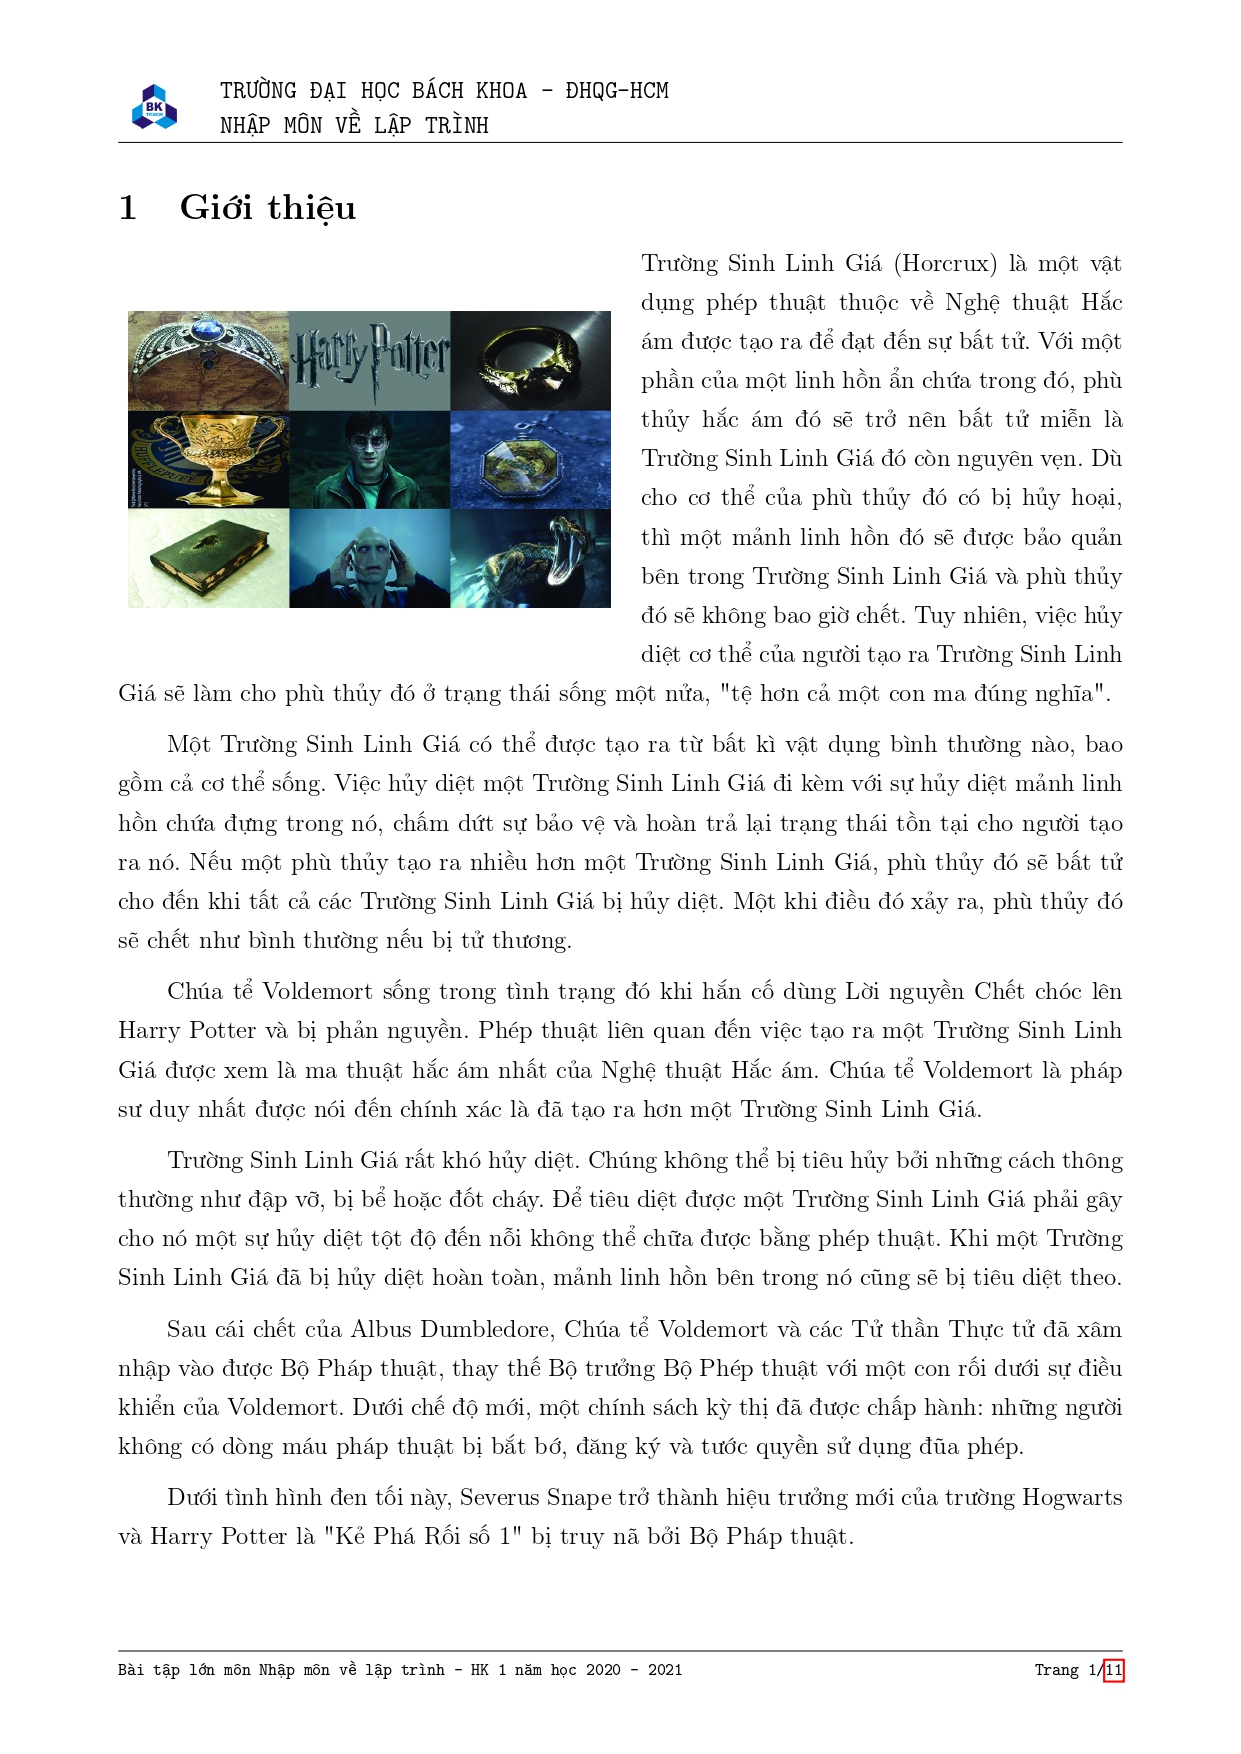 BK
TP.HCM
TRƯỜNG ĐẠI HỌC BÁCH KHOA - ĐHQG-HCM
NHẬP MÔN VỀ LẬP TRÌNH
1 Giới thiệu
Harry Potter
HUFFLEPUFF
Trường Sinh Linh Giá (Horcrux) là một vật
dụng phép thuật thuộc về Nghệ thuật Hắc
ám được tạo ra để đạt đến sự bất tử. Với một
phần của một linh hồn ẩn chứa trong đó, phù
thủy hắc ám đó sẽ trở nên bất tử miễn là
Trường Sinh Linh Giá đó còn nguyên vẹn. Dù
cho cơ thể của phù thủy đó có bị hủy hoại,
thì một mảnh linh hồn đó sẽ được bảo quản
bên trong Trường Sinh Linh Giá và phù thủy
đó sẽ không bao giờ chết. Tuy nhiên, việc hủy
diệt cơ thể của người tạo ra Trường Sinh Linh
Giá sẽ làm cho phù thủy đó ở trạng thái sống một nửa, "tệ hơn cả một con ma đúng nghĩa".
Một Trường Sinh Linh Giá có thể được tạo ra từ bất kì vật dụng bình thường nào, bao
gồm cả cơ thể sống. Việc hủy diệt một Trường Sinh Linh Giá đi kèm với sự hủy diệt mảnh linh
hồn chứa đựng trong nó, chấm dứt sự bảo vệ và hoàn trả lại trạng thái tồn tại cho người tạo
ra nó. Nếu một phù thủy tạo ra nhiều hơn một Trường Sinh Linh Giá, phù thủy đó sẽ bất tử
cho đến khi tất cả các Trường Sinh Linh Giá bị hủy diệt. Một khi điều đó xảy ra, phù thủy đó
sẽ chết như bình thường nếu bị tử thương.
Chúa tể Voldemort sống trong tình trạng đó khi hắn cố dùng Lời nguyền Chết chóc lên
Harry Potter và bị phản nguyền. Phép thuật liên quan đến việc tạo ra một Trường Sinh Linh
Giá được xem là ma thuật hắc ám nhất của Nghệ thuật Hắc ám. Chúa tể Voldemort là pháp
sư duy nhất được nói đến chính xác là đã tạo ra hơn một Trường Sinh Linh Giá.
Trường Sinh Linh Giá rất khó hủy diệt. Chúng không thể bị tiêu hủy bởi những cách thông
thường như đập vỡ, bị bể hoặc đốt cháy. Để tiêu diệt được một Trường Sinh Linh Giá phải gây
cho nó một sự hủy diệt tột độ đến nỗi không thể chữa được bằng phép thuật. Khi một Trường
Sinh Linh Giá đã bị hủy diệt hoàn toàn, mảnh linh hồn bên trong nó cũng sẽ bị tiêu diệt theo.
Sau cái chết của Albus Dumbledore, Chúa tể Voldemort và các Tử thần Thực tử đã xâm
nhập vào được Bộ Pháp thuật, thay thế Bộ trưởng Bộ Phép thuật với một con rối dưới sự điều
khiển của Voldemort. Dưới chế độ mới, một chính sách kỳ thị đã được chấp hành: những người
không có dòng máu pháp thuật bị bắt bớ, đăng ký và tước quyền sử dụng đũa phép.
Dưới tình hình đen tối này, Severus Snape trở thành hiệu trưởng mới của trường Hogwarts
và Harry Potter là "Kẻ Phá Rối số 1" bị truy nã bởi Bộ Pháp thuật.
Bài tập lớn môn Nhập môn về lập trình - HK 1 năm học 2020 - 2021
Trang 1/11